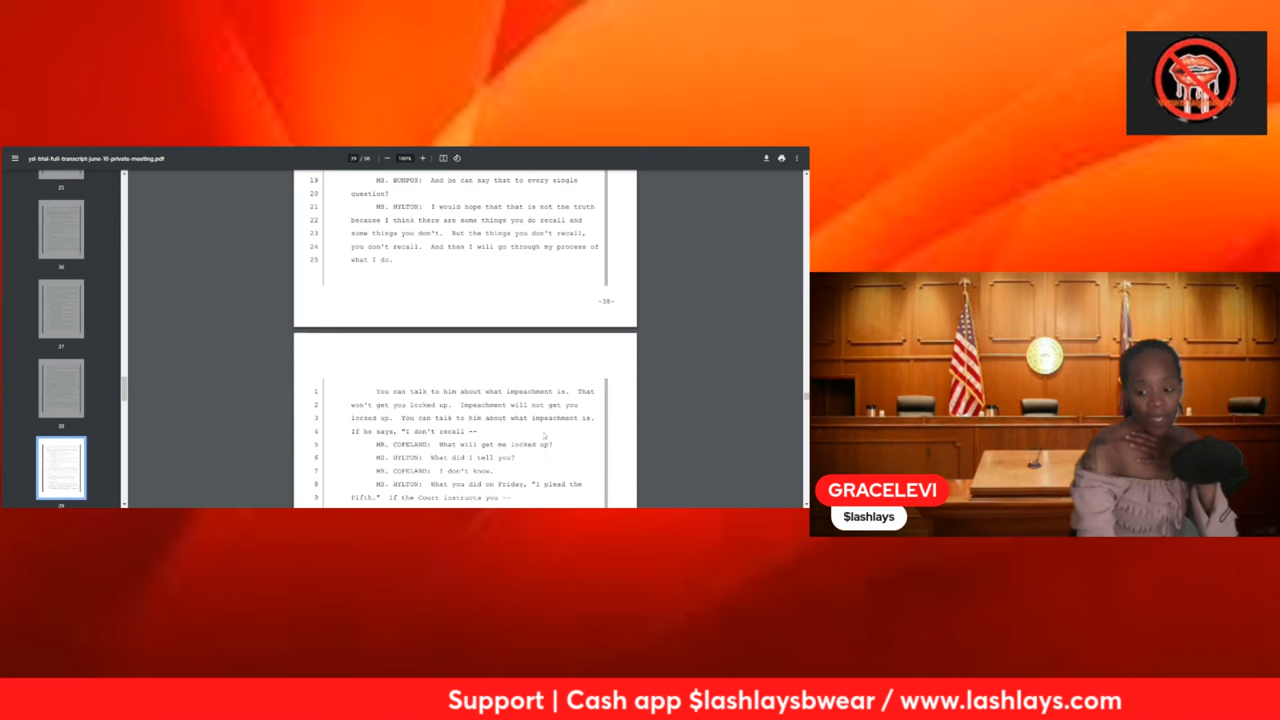 ysl-trial-full-transcript-june-10-private-meeting.pdf
39 / 56
100%
35
36
37
38
39
19 MS. BUMPUS: And he can say that to every single
20 question?
21 MS. HYLTON: I would hope that that is not the truth
22 because I think there are some things you do recall and
23 some things you don't. But the things you don't recall,
24 you don't recall. And then I will go through my process of
25 what I do.
-38-
1 You can talk to him about what impeachment is. That
2 won't get you locked up. Impeachment will not get you
3 locked up. You can talk to him about what impeachment is.
4 If he says, "I don't recall --
5 MR. COPELAND: What will get me locked up?
6 MS. HYLTON: What did I tell you?
7 MR. COPELAND: I don't know.
8 MS. HYLTON: What you did on Friday, "I plead the
9 Fifth." If the Court instructs you --
GRACELEVI
$lashlays
Support | Cash app $lashlaysbwear / www.lashlays.com